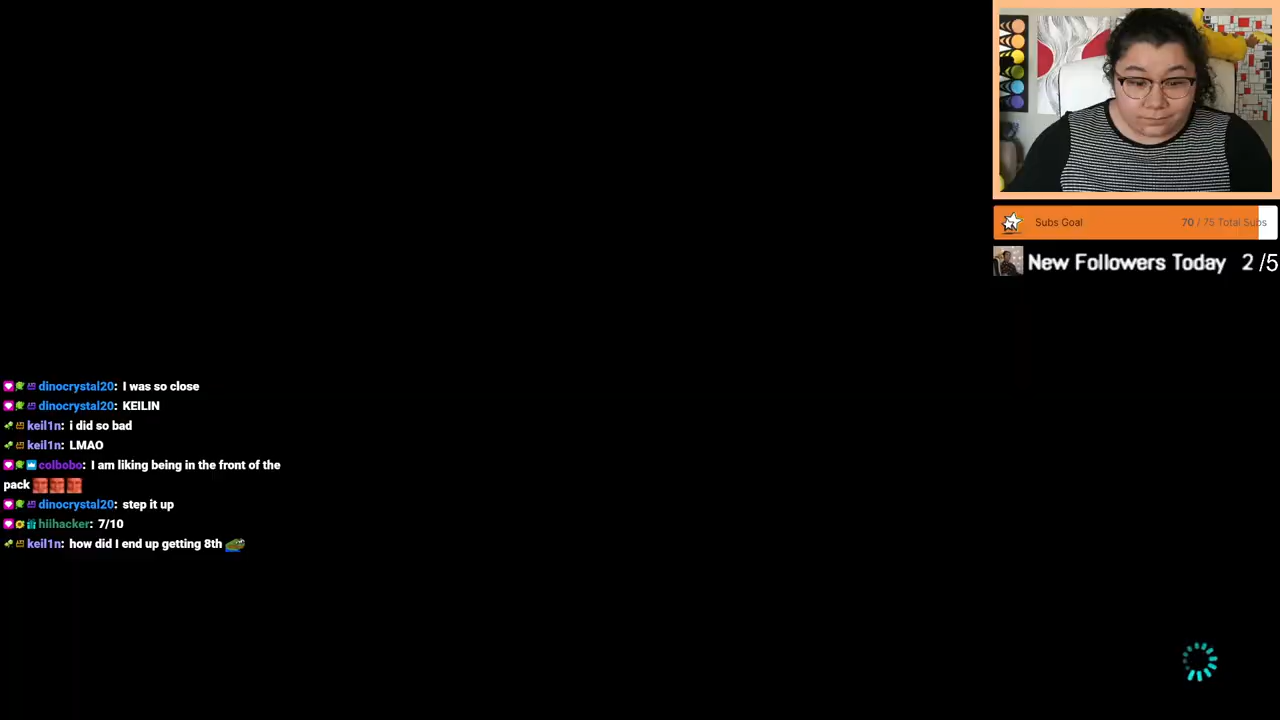 Subs Goal 70 / 75 Total Subs
New Followers Today 2 /5
dinocrystal20: I was so close
dinocrystal20: KEILIN
keil1n: i did so bad
keil1n: LMAO
colbobo: I am liking being in the front of the
pack
dinocrystal20: step it up
hiihacker: 7/10
keil1n: how did I end up getting 8th